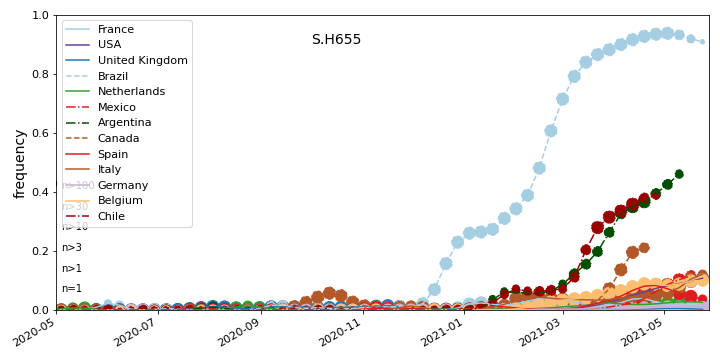 S.H655
frequency
1.0
0.8
0.6
0.4
0.2
0.0
France
USA
United Kingdom
Brazil
Netherlands
Mexico
Argentina
Canada
Spain
Italy
Germany
Belgium
Chile
n>100
n>30
n>10
n>3
n>1
n=1
2020-05
2020-07
2020-09
2020-11
2021-01
2021-03
2021-05